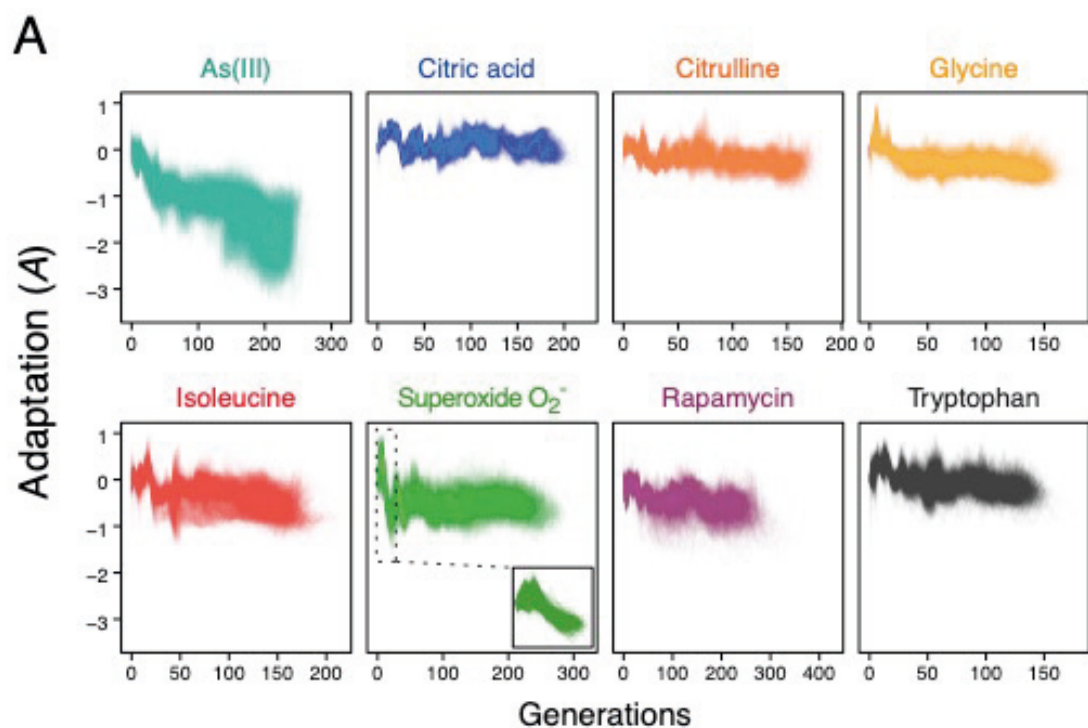 A
As(III) Citric acid Citrulline Glycine
1
0
-1
-2
-3
0 100 200 300 0 50 100 150 200 0 50 100 150 200 0 50 100 150
Adaptation (A)
Isoleucine Superoxide O₂⁻ Rapamycin Tryptophan
1
0
-1
-2
-3
0 50 100 150 200 0 100 200 300 0 100 200 300 400 0 50 100 150
Generations